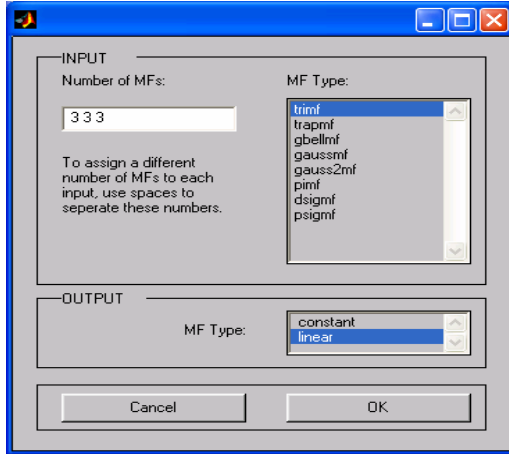 INPUT
Number of MFs:
3 3 3
To assign a different
number of MFs to each
input, use spaces to
seperate these numbers.
MF Type:
trimf
trapmf
gbellmf
gaussmf
gauss2mf
pimf
dsigmf
psigmf
OUTPUT
MF Type:
constant
linear
Cancel
OK